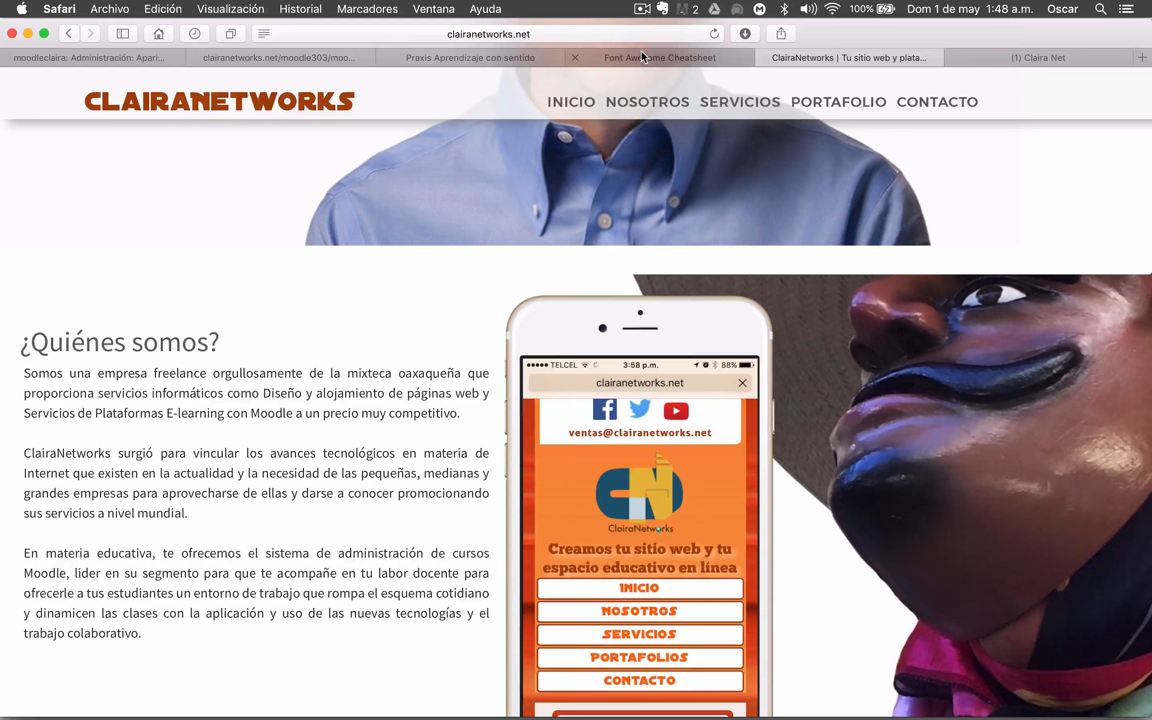 Safari Archivo Edición Visualización Historial Marcadores Ventana Ayuda 2 100% Dom 1 de may 1:48 a.m. Oscar
clairanetworks.net
moodleclaira: Administración: Apari... clairanetworks.net/moodle303/moo... Praxis Aprendizaje con sentido Font Awesome Cheatsheet ClairaNetworks | Tu sitio web y plata... (1) Claira Net
CLAIRANETWORKS INICIO NOSOTROS SERVICIOS PORTAFOLIO CONTACTO
¿Quiénes somos?
Somos una empresa freelance orgullosamente de la mixteca oaxaqueña que
proporciona servicios informáticos como Diseño y alojamiento de páginas web y
Servicios de Plataformas E-learning con Moodle a un precio muy competitivo.
ClairaNetworks surgió para vincular los avances tecnológicos en materia de
Internet que existen en la actualidad y la necesidad de las pequeñas, medianas y
grandes empresas para aprovecharse de ellas y darse a conocer promocionando
sus servicios a nivel mundial.
En materia educativa, te ofrecemos el sistema de administración de cursos
Moodle, lider en su segmento para que te acompañe en tu labor docente para
ofrecerle a tus estudiantes un entorno de trabajo que rompa el esquema cotidiano
y dinamicen las clases con la aplicación y uso de las nuevas tecnologías y el
trabajo colaborativo.
TELCEL 3:58 p.m. 88%
clairanetworks.net
ventas@clairanetworks.net
ClairaNetworks
Creamos tu sitio web y tu
espacio educativo en línea
INICIO
NOSOTROS
SERVICIOS
PORTAFOLIOS
CONTACTO